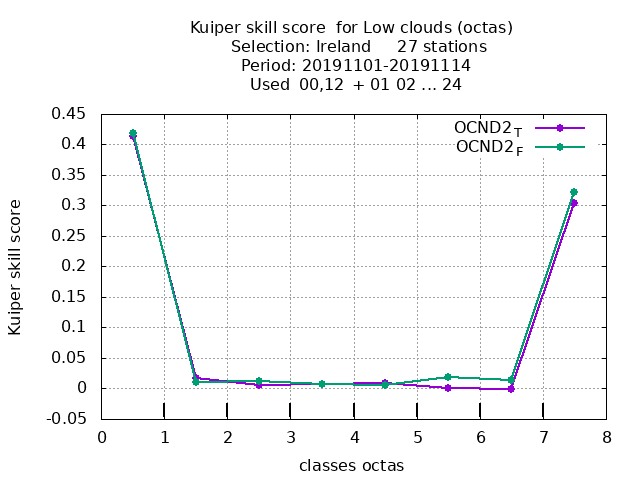 Kuiper skill score  for Low clouds (octas)
Selection: Ireland     27 stations
Period: 20191101-20191114
Used  00,12  + 01 02 ... 24
OCND2T
OCND2F
Kuiper skill score
0.45
0.4
0.35
0.3
0.25
0.2
0.15
0.1
0.05
0
-0.05
0 1 2 3 4 5 6 7 8
classes octas